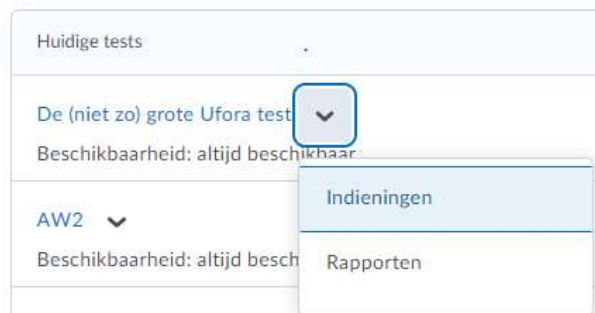 Huidige tests
De (niet zo) grote Ufora test
Beschikbaarheid: altijd beschikbaar
Indieningen
AW2
Beschikbaarheid: altijd besch
Rapporten